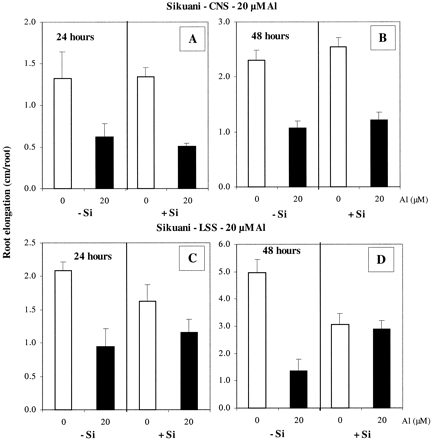 Sikuani - CNS - 20 µM Al
24 hours
A
48 hours
B
2.0
1.5
1.0
0.5
0.0
3.0
2.0
1.0
0.0
0 20 0 20
0 20 0 20 Al (µM)
- Si + Si
- Si + Si
Root elongation (cm/root)
Sikuani - LSS - 20 µM Al
24 hours
C
48 hours
D
2.5
2.0
1.5
1.0
0.5
0.0
6.0
5.0
4.0
3.0
2.0
1.0
0.0
0 20 0 20
0 20 0 20 Al (µM)
- Si + Si
- Si + Si